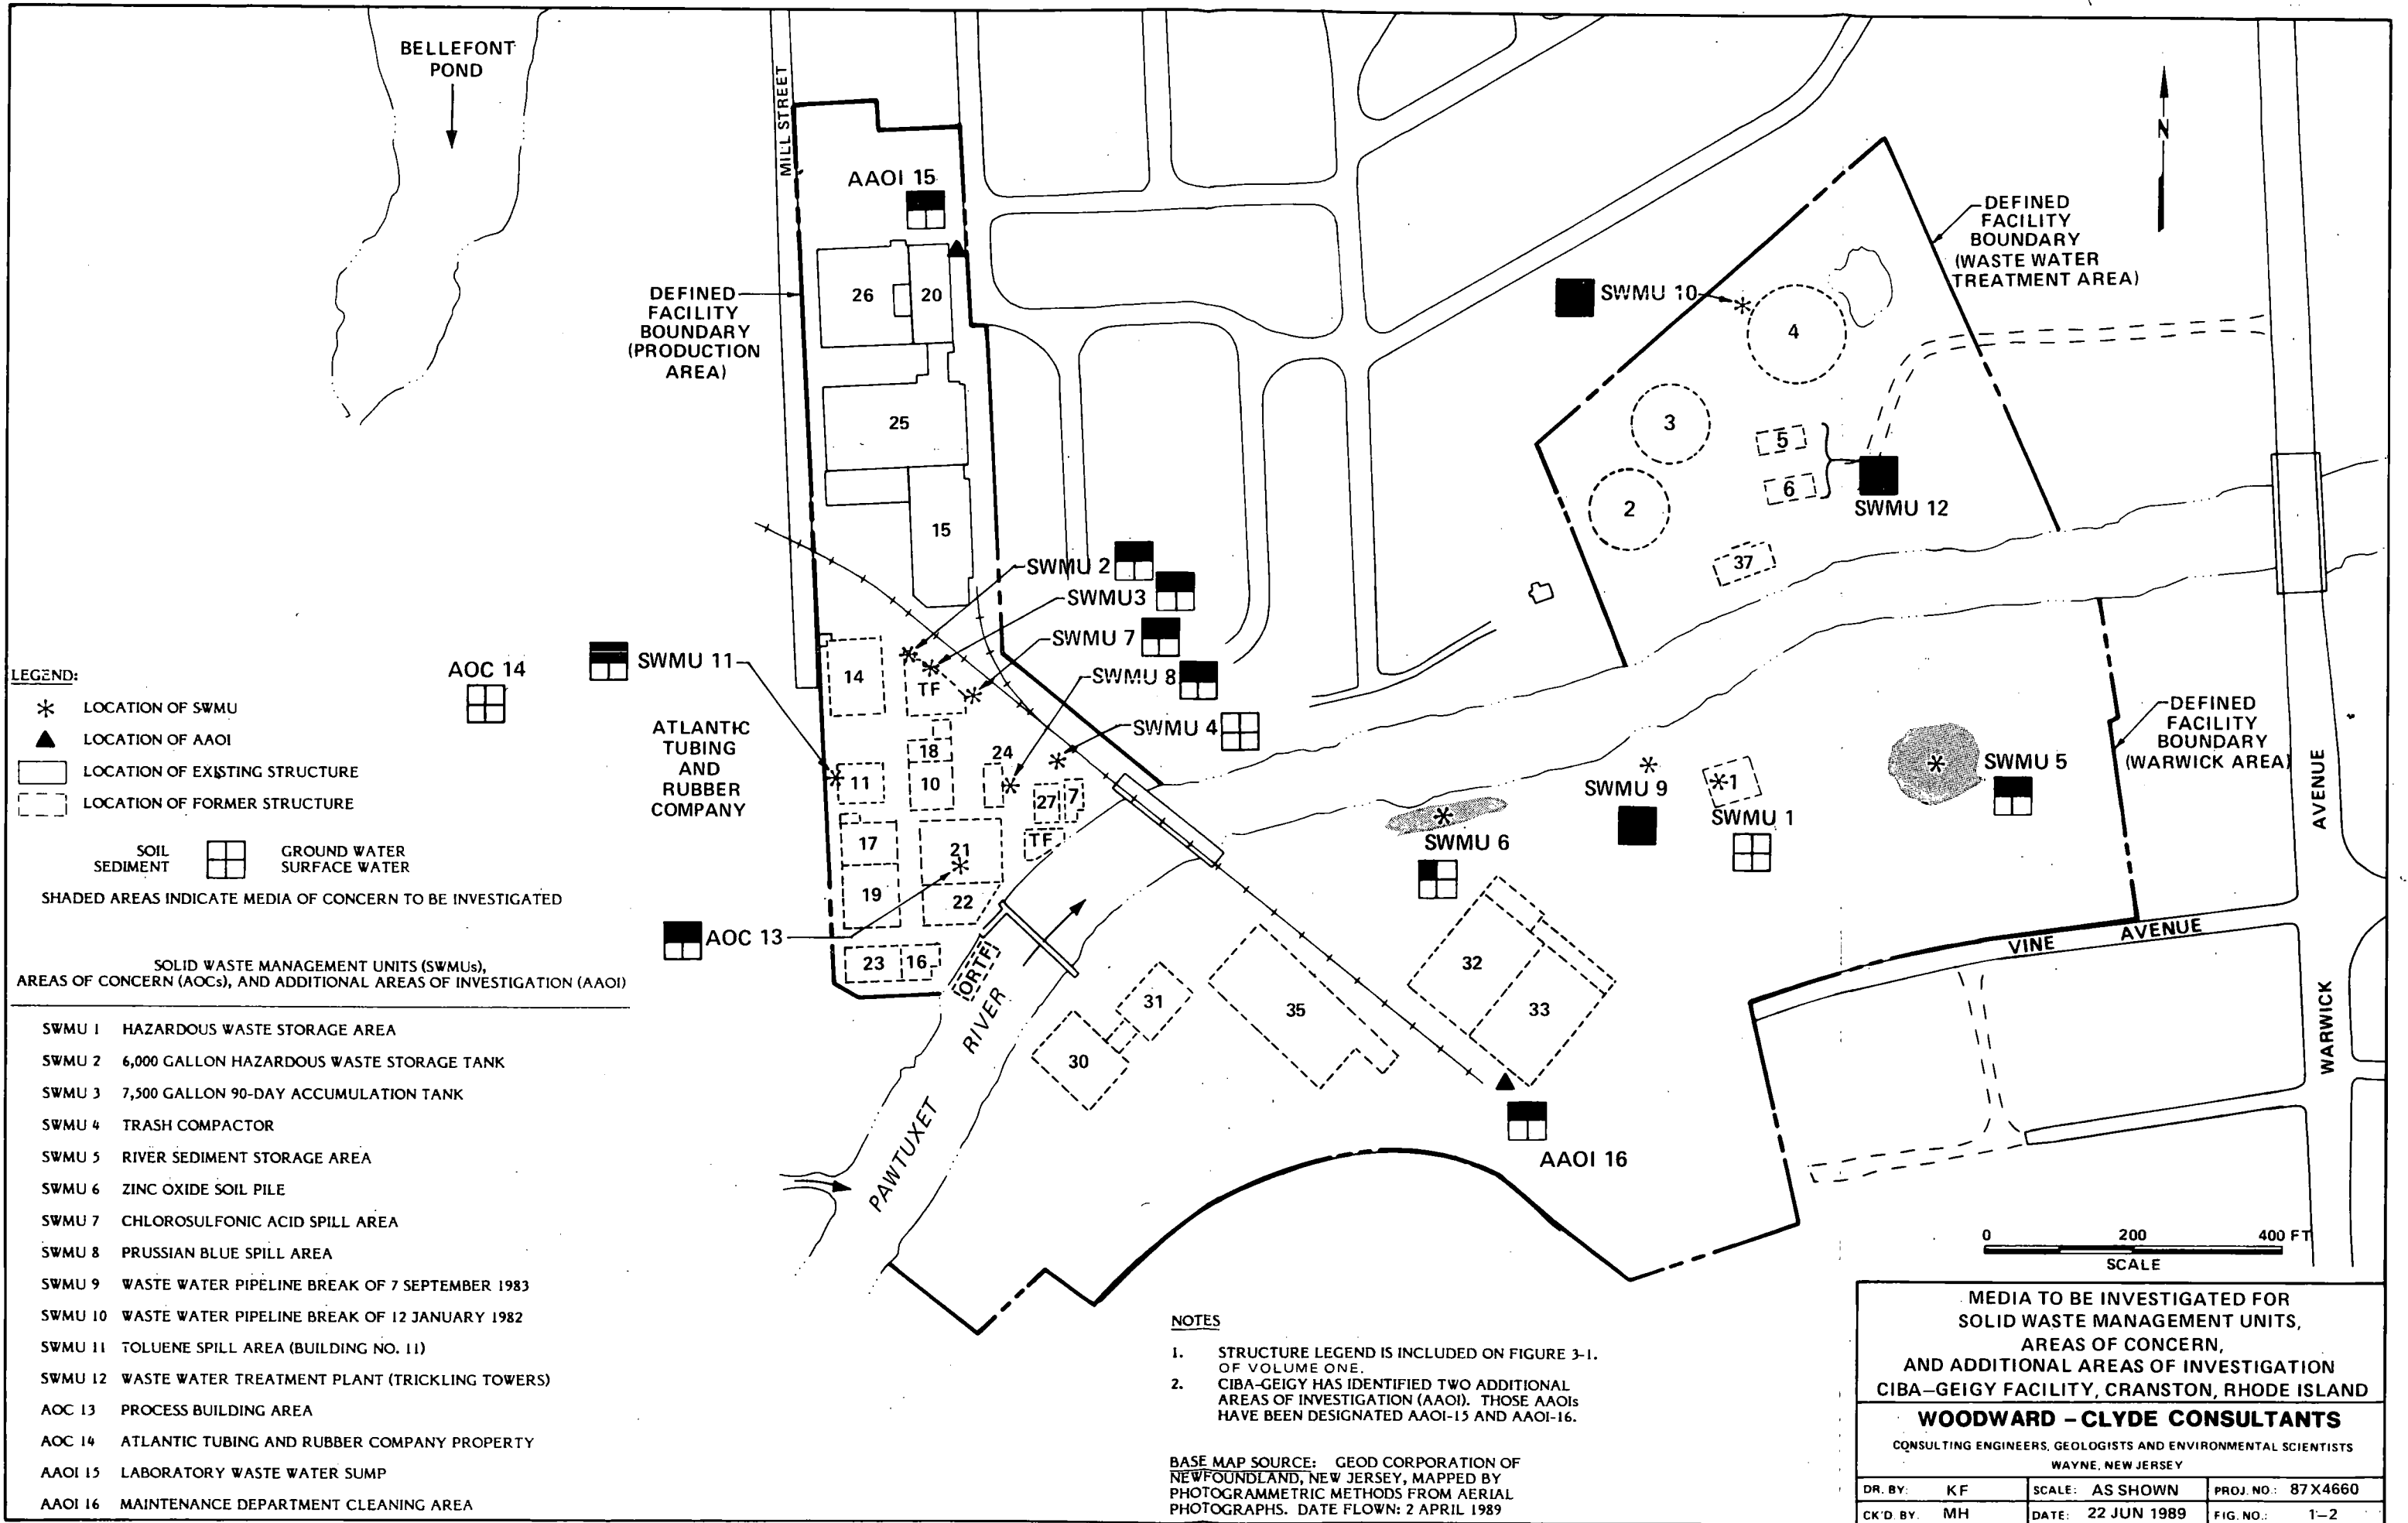 BELLEFONT
POND
MILL STREET
AAOI 15
DEFINED
FACILITY
BOUNDARY
(PRODUCTION
AREA)
26
20
25
15
DEFINED
FACILITY
BOUNDARY
(WASTE WATER
TREATMENT AREA)
N
SWMU 10
4
3
2
5
6
SWMU 12
37
SWMU 2
SWMU3
SWMU 7
SWMU 8
SWMU 4
SWMU 11
AOC 14
ATLANTIC
TUBING
AND
RUBBER
COMPANY
14
TF
18
24
11
10
27
7
TF
17
21
19
22
AOC 13
23
16
ORTF
PAWTUXET
RIVER
30
31
35
32
33
SWMU 6
SWMU 9
1
SWMU 1
SWMU 5
DEFINED
FACILITY
BOUNDARY
(WARWICK AREA)
AAOI 16
VINE AVENUE
WARWICK
AVENUE
LEGEND:
LOCATION OF SWMU
LOCATION OF AAOI
LOCATION OF EXISTING STRUCTURE
LOCATION OF FORMER STRUCTURE
SOIL GROUND WATER
SEDIMENT SURFACE WATER
SHADED AREAS INDICATE MEDIA OF CONCERN TO BE INVESTIGATED
SOLID WASTE MANAGEMENT UNITS (SWMUs),
AREAS OF CONCERN (AOCs), AND ADDITIONAL AREAS OF INVESTIGATION (AAOI)
SWMU 1 HAZARDOUS WASTE STORAGE AREA
SWMU 2 6,000 GALLON HAZARDOUS WASTE STORAGE TANK
SWMU 3 7,500 GALLON 90-DAY ACCUMULATION TANK
SWMU 4 TRASH COMPACTOR
SWMU 5 RIVER SEDIMENT STORAGE AREA
SWMU 6 ZINC OXIDE SOIL PILE
SWMU 7 CHLOROSULFONIC ACID SPILL AREA
SWMU 8 PRUSSIAN BLUE SPILL AREA
SWMU 9 WASTE WATER PIPELINE BREAK OF 7 SEPTEMBER 1983
SWMU 10 WASTE WATER PIPELINE BREAK OF 12 JANUARY 1982
SWMU 11 TOLUENE SPILL AREA (BUILDING NO. 11)
SWMU 12 WASTE WATER TREATMENT PLANT (TRICKLING TOWERS)
AOC 13 PROCESS BUILDING AREA
AOC 14 ATLANTIC TUBING AND RUBBER COMPANY PROPERTY
AAOI 15 LABORATORY WASTE WATER SUMP
AAOI 16 MAINTENANCE DEPARTMENT CLEANING AREA
NOTES
1. STRUCTURE LEGEND IS INCLUDED ON FIGURE 3-1.
OF VOLUME ONE.
2. CIBA-GEIGY HAS IDENTIFIED TWO ADDITIONAL
AREAS OF INVESTIGATION (AAOI). THOSE AAOIs
HAVE BEEN DESIGNATED AAOI-15 AND AAOI-16.
BASE MAP SOURCE: GEOD CORPORATION OF
NEWFOUNDLAND, NEW JERSEY, MAPPED BY
PHOTOGRAMMETRIC METHODS FROM AERIAL
PHOTOGRAPHS. DATE FLOWN: 2 APRIL 1989
0 200 400 FT
SCALE
MEDIA TO BE INVESTIGATED FOR
SOLID WASTE MANAGEMENT UNITS,
AREAS OF CONCERN,
AND ADDITIONAL AREAS OF INVESTIGATION
CIBA-GEIGY FACILITY, CRANSTON, RHODE ISLAND
WOODWARD-CLYDE CONSULTANTS
CONSULTING ENGINEERS, GEOLOGISTS AND ENVIRONMENTAL SCIENTISTS
WAYNE, NEW JERSEY
DR. BY: KF SCALE: AS SHOWN PROJ. NO.: 87X4660
CK'D. BY. MH DATE: 22 JUN 1989 FIG. NO.: 1-2